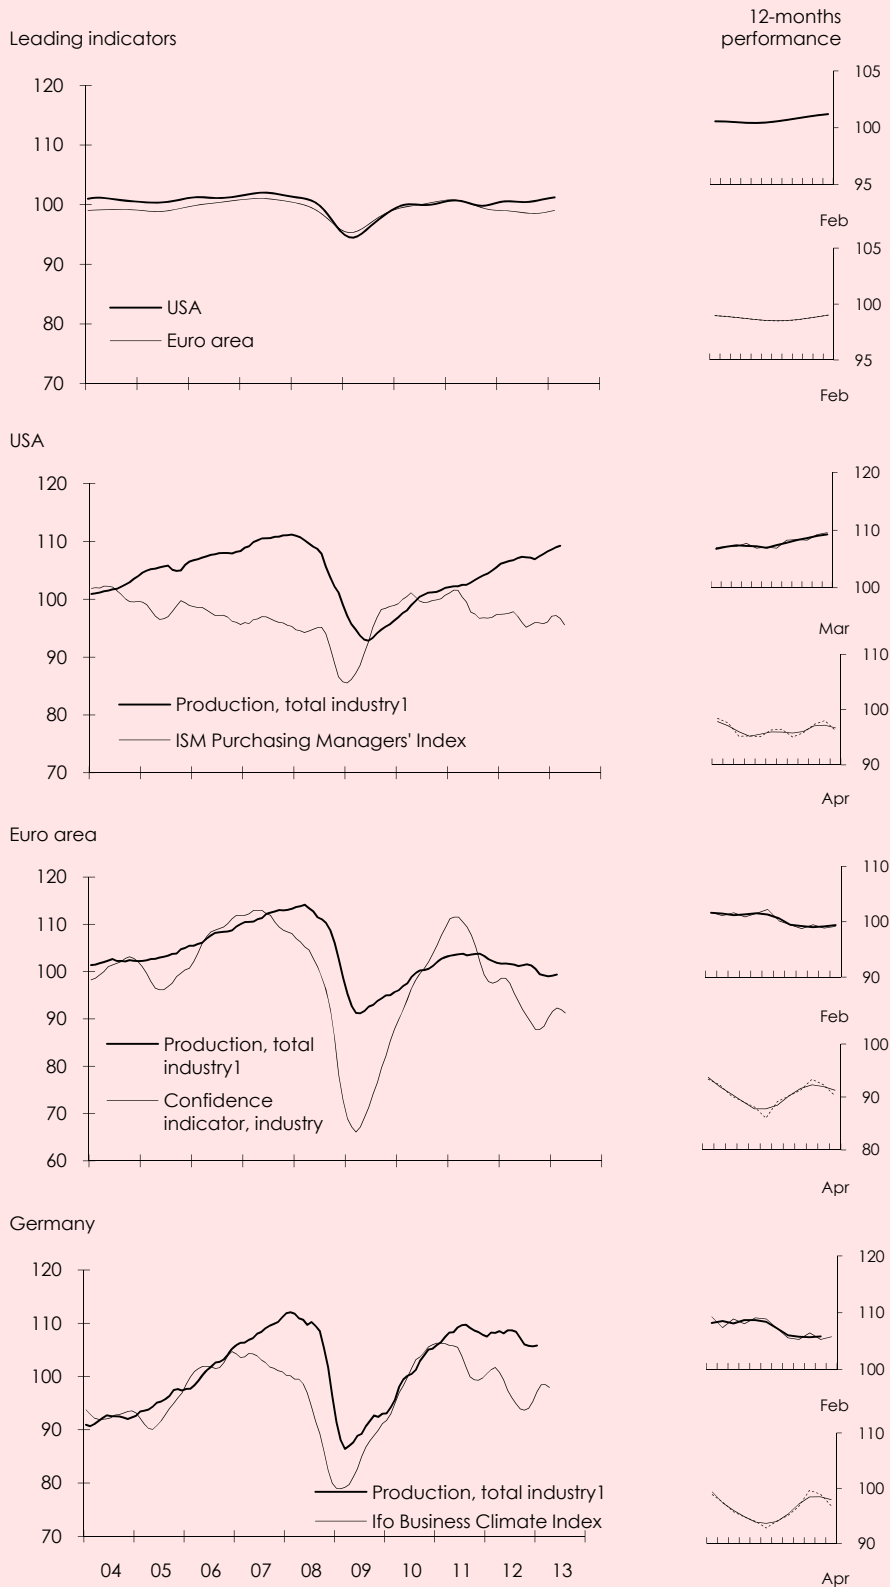 12-months
performance
Leading indicators
120
110
100
90
80
70
USA
Euro area
105
100
95
Feb
105
100
95
Feb
USA
120
110
100
90
80
70
Production, total industry1
ISM Purchasing Managers' Index
120
110
100
Mar
110
100
90
Apr
Euro area
120
110
100
90
80
70
60
Production, total
industry1
Confidence
indicator, industry
110
100
90
Feb
100
90
80
Apr
Germany
120
110
100
90
80
70
Production, total industry1
Ifo Business Climate Index
04 05 06 07 08 09 10 11 12 13
120
110
100
Feb
110
100
90
Apr